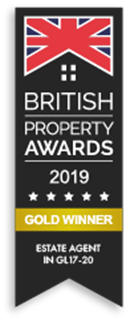 BRITISH
PROPERTY
AWARDS
2019
GOLD WINNER
ESTATE AGENT
IN GL17-20